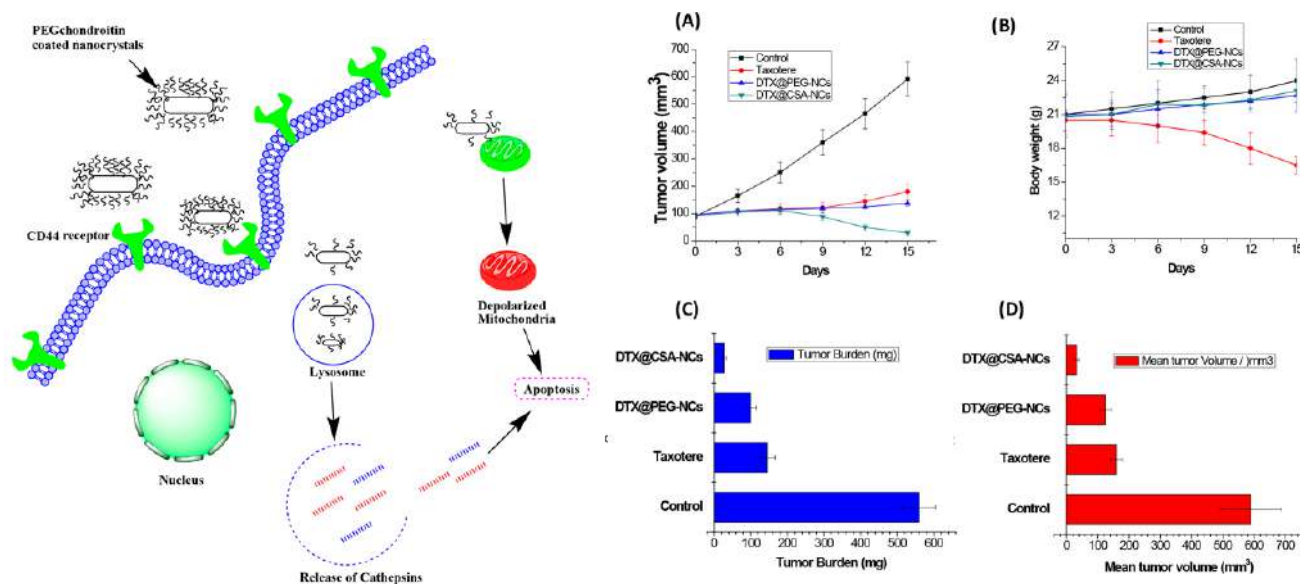 PEGchondroitin
coated nanocrystals
CD44 receptor
Nucleus
Lysosome
Release of Cathepsins
Depolarized
Mitochondria
Apoptosis
(A)
Tumor volume (mm³)
700
600
500
400
300
200
100
0
Control
Taxotere
DTX@PEG-NCs
DTX@CSA-NCs
0 3 6 9 12 15
Days
(B)
Body weight (g)
27
24
21
18
15
12
Control
Taxotere
DTX@PEG-NCs
DTX@CSA-NCs
0 3 6 9 12 15
Days
(C)
DTX@CSA-NCs
DTX@PEG-NCs
Taxotere
Control
Tumor Burden (mg)
0 100 200 300 400 500 600
Tumor Burden (mg)
(D)
DTX@CSA-NCs
DTX@PEG-NCs
Taxotere
Control
Mean tumor Volume / )mm3
0 100 200 300 400 500 600 700
Mean tumor volume (mm³)